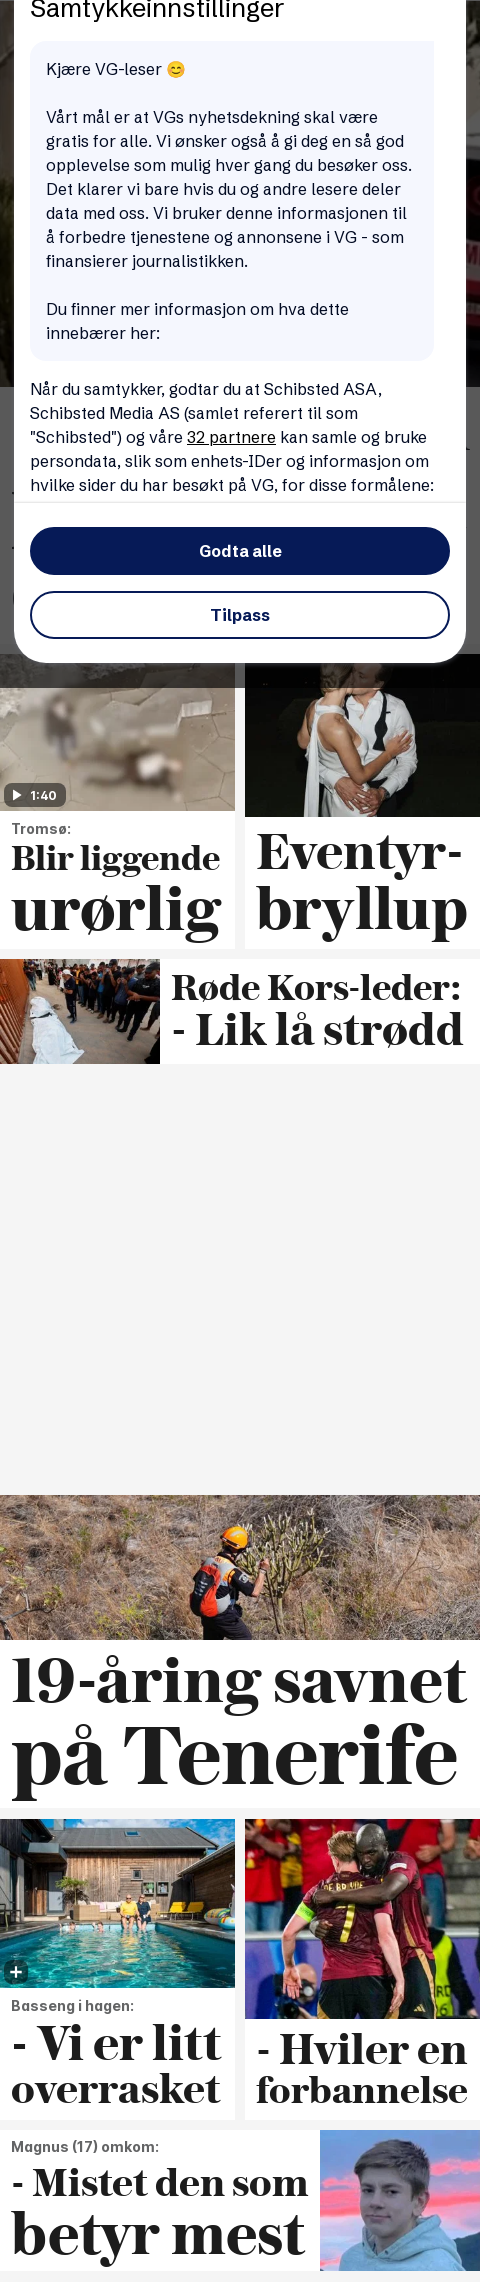 Samtykkeinnstillinger
Kjære VG-leser 😊
Vårt mål er at VGs nyhetsdekning skal være
gratis for alle. Vi ønsker også å gi deg en så god
opplevelse som mulig hver gang du besøker oss.
Det klarer vi bare hvis du og andre lesere deler
data med oss. Vi bruker denne informasjonen til
å forbedre tjenestene og annonsene i VG - som
finansierer journalistikken.
Du finner mer informasjon om hva dette
innebærer her:
Når du samtykker, godtar du at Schibsted ASA,
Schibsted Media AS (samlet referert til som
"Schibsted") og våre 32 partnere kan samle og bruke
persondata, slik som enhets-IDer og informasjon om
hvilke sider du har besøkt på VG, for disse formålene:
Godta alle
Tilpass
1:40
Tromsø:
Blir liggende
urørlig
Eventyr-
bryllup
Røde Kors-leder:
- Lik lå strødd
19-åring savnet
på Tenerife
DE BRUYNE
7
Basseng i hagen:
- Vi er litt
overrasket
- Hviler en
forbannelse
Magnus (17) omkom:
- Mistet den som
betyr mest